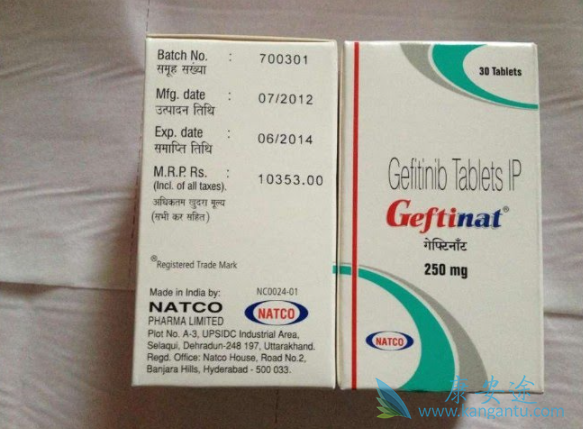 Batch No. : 700301
समूह संख्या
Mfg. date : 07/2012
उत्पादन तिथि
Exp. date : 06/2014
समाप्ति तिथि
M.R.P. Rs. : 10353.00
(Incl. of all taxes).
अधिकतम खुदरा मूल्य
(सभी कर सहित)
®Registered Trade Mark
Made in India by: NC0024-01
NATCO
PHARMA LIMITED
NATCO
Plot No. A-3, UPSIDC Industrial Area,
Selaqui, Dehradun-248 197, Uttarakhand.
Regd. Office: Natco House, Road No.2,
Banjara Hills, Hyderabad - 500 033.
30 Tablets
Gefitinib Tablets IP
Geftinat®
गेफ्टिनॉट
250 mg
NATCO
康安途
www.kangantu.com